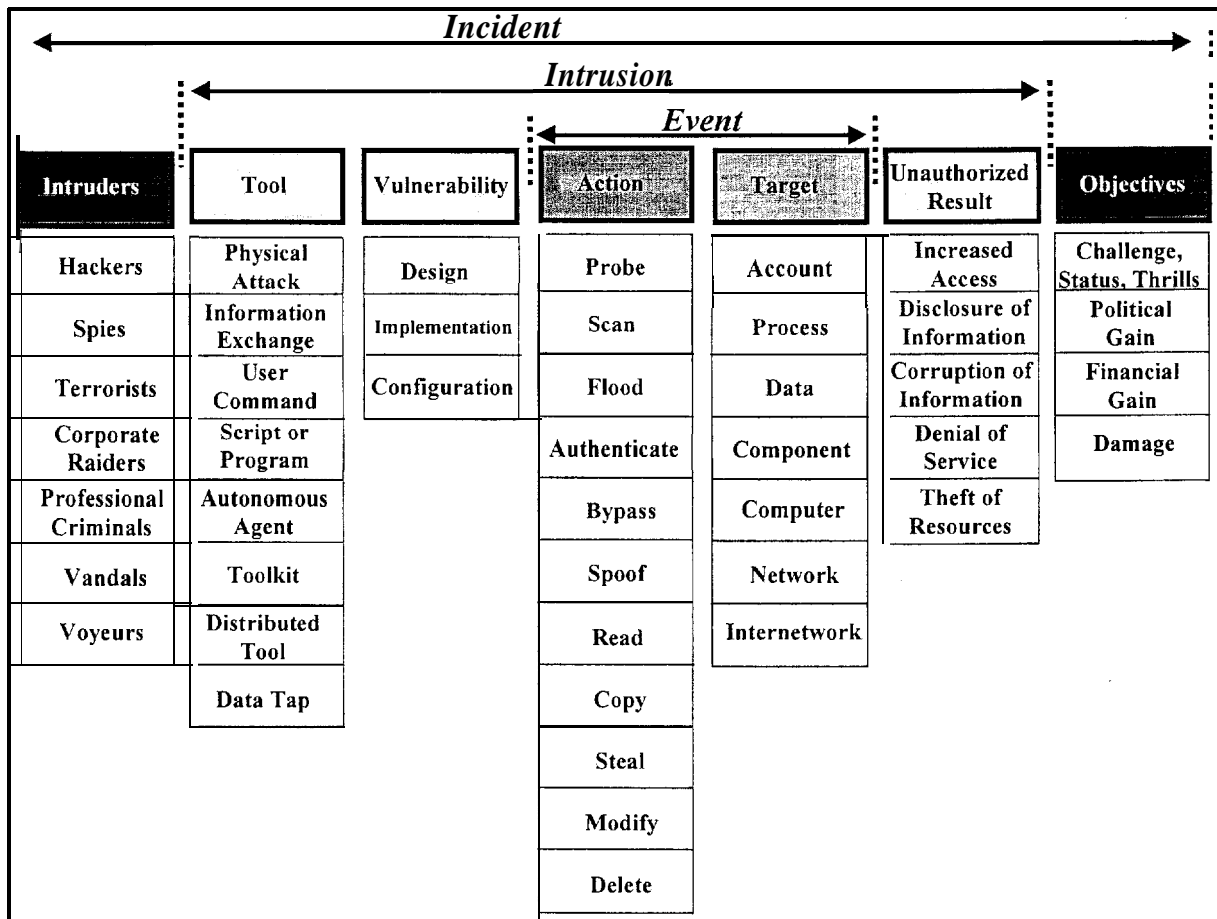 Incident
Intrusion
Event
Intruders
Tool
Vulnerability
Action
Target
Unauthorized
Result
Objectives
Hackers
Spies
Terrorists
Corporate
Raiders
Professional
Criminals
Vandals
Voyeurs
Physical
Attack
Information
Exchange
User
Command
Script or
Program
Autonomous
Agent
Toolkit
Distributed
Tool
Data Tap
Design
Implementation
Configuration
Probe
Scan
Flood
Authenticate
Bypass
Spoof
Read
Copy
Steal
Modify
Delete
Account
Process
Data
Component
Computer
Network
Internetwork
Increased
Access
Disclosure of
Information
Corruption of
Information
Denial of
Service
Theft of
Resources
Challenge,
Status, Thrills
Political
Gain
Financial
Gain
Damage